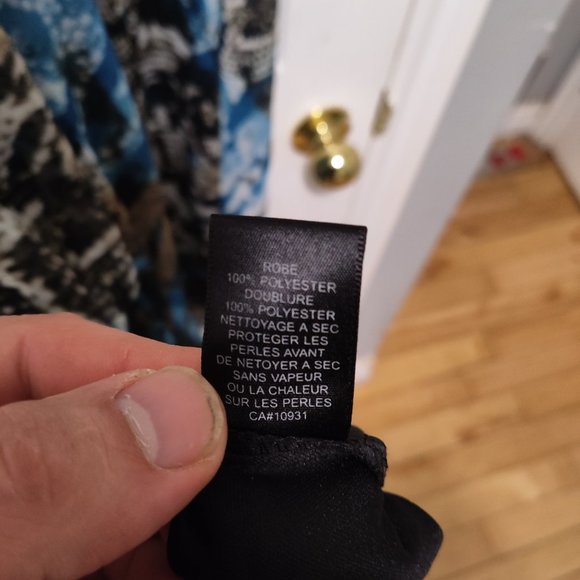 ROBE
100% POLYESTER
DOUBLURE
100% POLYESTER
NETTOYAGE A SEC
PROTEGER LES
PERLES AVANT
DE NETOYER A SEC
SANS VAPEUR
OU LA CHALEUR
SUR LES PERLES
CA#10931